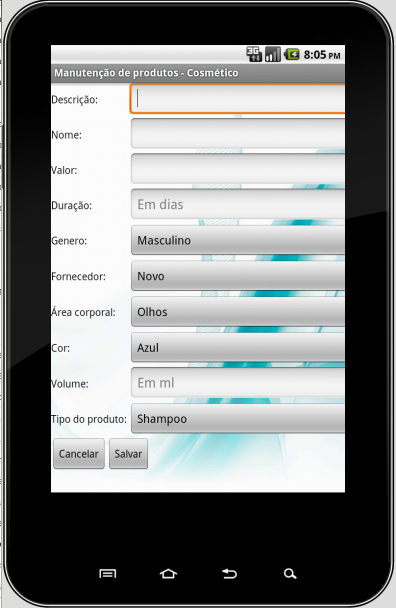 3G 8:05 PM
Manutenção de produtos - Cosmético
Descrição:
Nome:
Valor:
Duração: Em dias
Genero: Masculino
Fornecedor: Novo
Área corporal: Olhos
Cor: Azul
Volume: Em ml
Tipo do produto: Shampoo
Cancelar Salvar